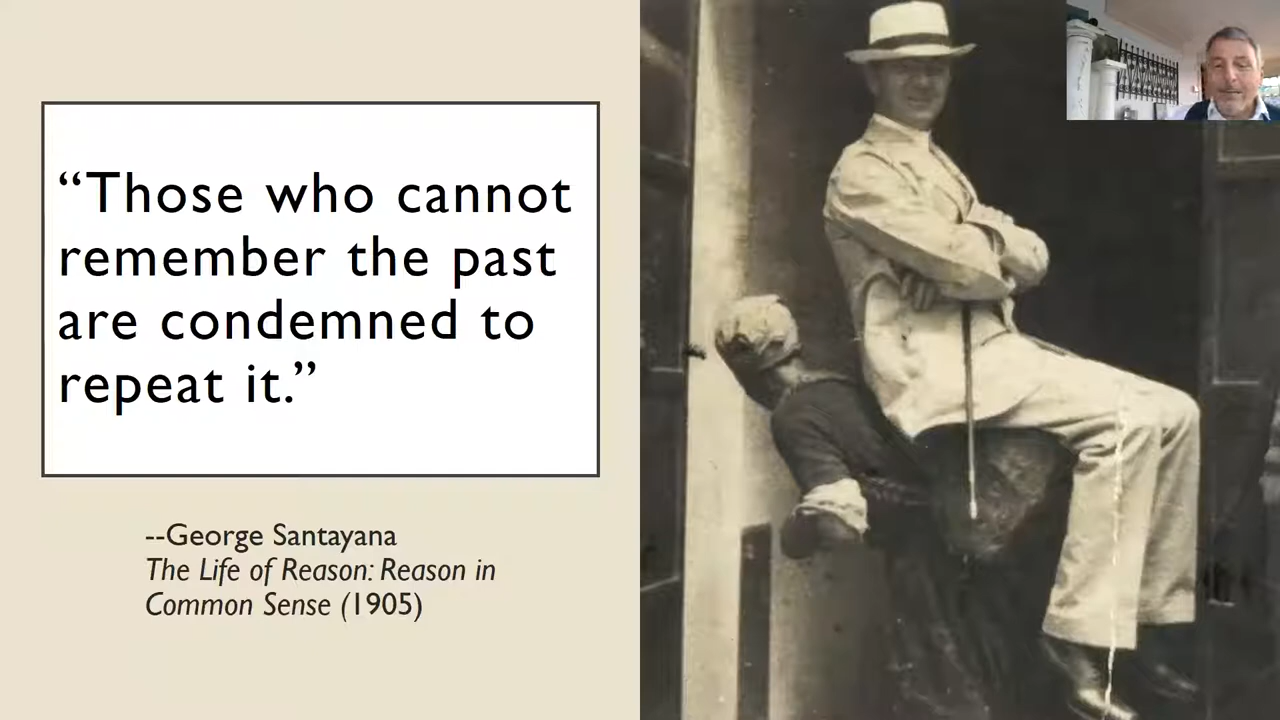 “Those who cannot
remember the past
are condemned to
repeat it.”
--George Santayana
The Life of Reason: Reason in
Common Sense (1905)